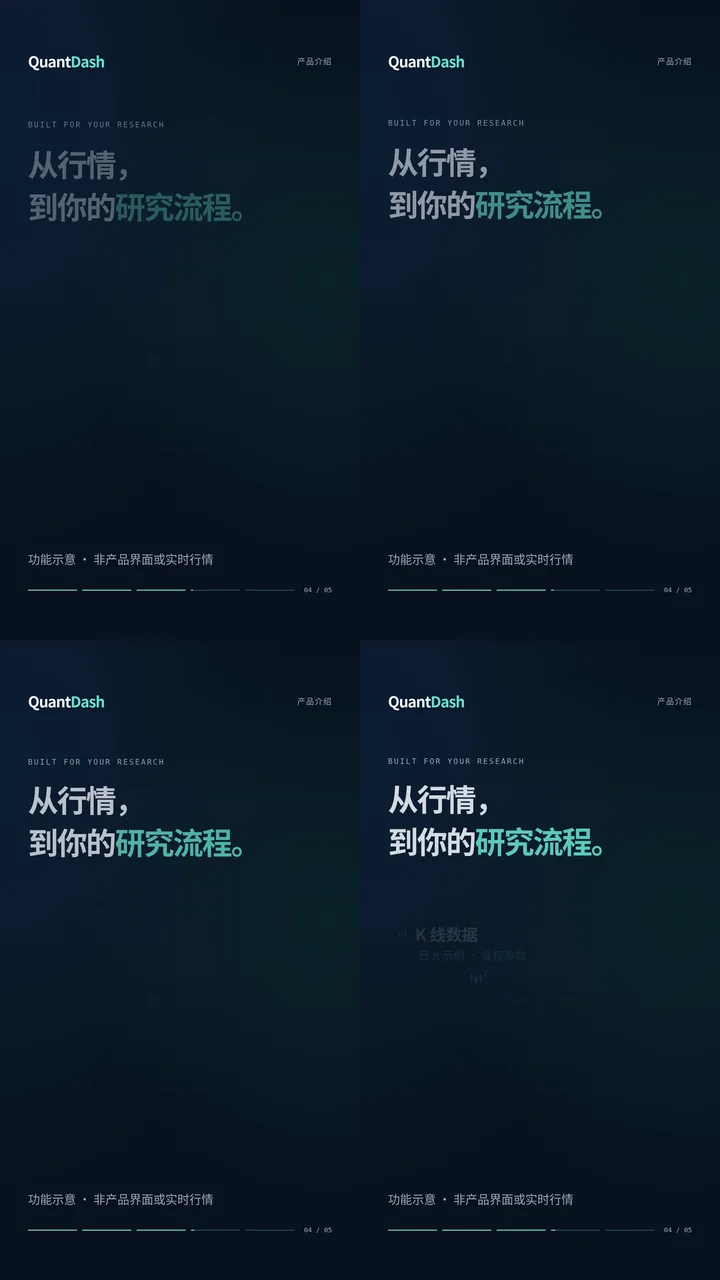 QuantDash
产品介绍
BUILT FOR YOUR RESEARCH
从行情，
到你的研究流程。
功能示意 · 非产品界面或实时行情
04 / 05
QuantDash
产品介绍
BUILT FOR YOUR RESEARCH
从行情，
到你的研究流程。
功能示意 · 非产品界面或实时行情
04 / 05
QuantDash
产品介绍
BUILT FOR YOUR RESEARCH
从行情，
到你的研究流程。
功能示意 · 非产品界面或实时行情
04 / 05
QuantDash
产品介绍
BUILT FOR YOUR RESEARCH
从行情，
到你的研究流程。
K 线数据
日 K 示例 · 复权参数
功能示意 · 非产品界面或实时行情
04 / 05